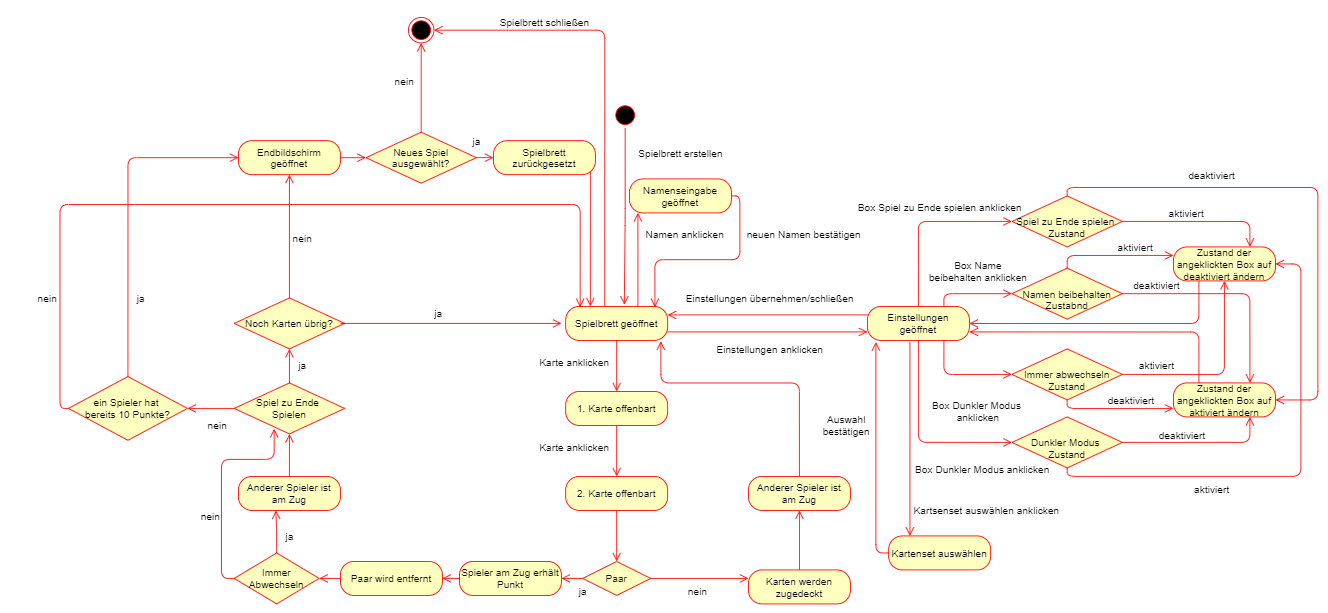 Spielbrett schließen
nein
Endbildschirm
geöffnet
Neues Spiel
ausgewählt?
ja
Spielbrett
zurückgesetzt
Spielbrett erstellen
Namenseingabe
geöffnet
Namen anklicken
neuen Namen bestätigen
nein
ja
nein
Noch Karten übrig?
ja
Spielbrett geöffnet
Einstellungen übernehmen/schließen
Einstellungen anklicken
Einstellungen
geöffnet
Box Spiel zu Ende spielen anklicken
Spiel zu Ende spielen
Zustand
deaktiviert
aktiviert
Box Name
beibehalten anklicken
Namen beibehalten
Zustabnd
aktiviert
deaktiviert
Zustand der
angeklickten Box auf
deaktiviert ändern
Immer abwechseln
Zustand
aktiviert
deaktiviert
Zustand der
angeklickten Box auf
aktiviert ändern
Box Dunkler Modus
anklicken
Dunkler Modus
Zustand
deaktiviert
aktiviert
Box Dunkler Modus anklicken
Auswahl
bestätigen
Kartsenset auswählen anklicken
Kartenset auswählen
Karte anklicken
1. Karte offenbart
Karte anklicken
2. Karte offenbart
Paar
ja
nein
Karten werden
zugedeckt
Anderer Spieler ist
am Zug
Spieler am Zug erhält
Punkt
Paar wird entfernt
Immer
Abwechseln
ja
nein
Anderer Spieler ist
am Zug
Spiel zu Ende
Spielen
ja
nein
ein Spieler hat
bereits 10 Punkte?